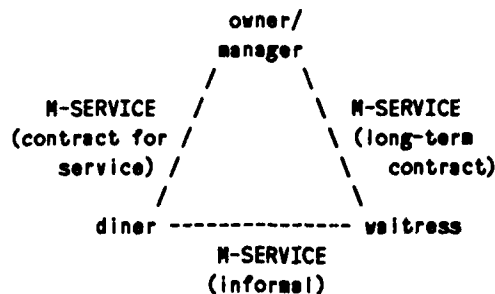 owner/
manager
M-SERVICE M-SERVICE
(contract for (long-term
service) contract)
diner waitress
M-SERVICE
(informal)